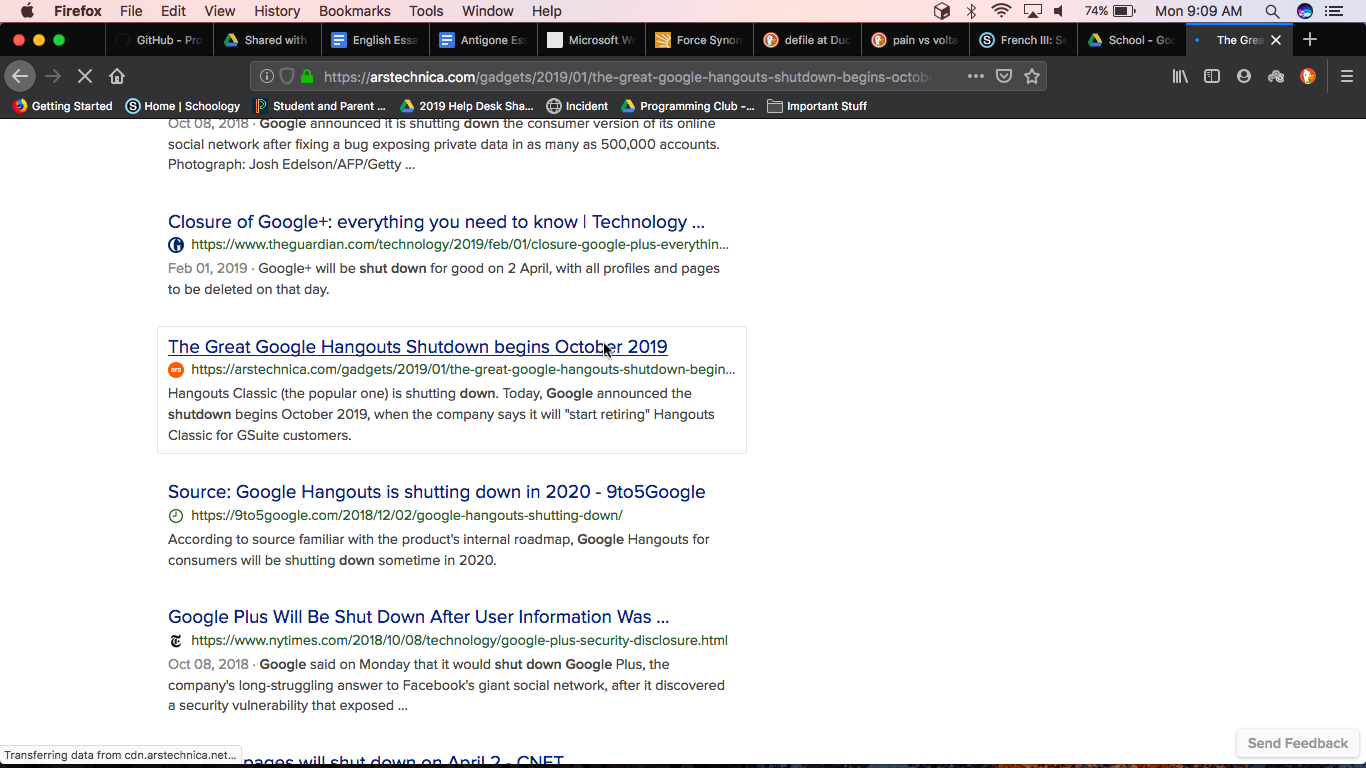 Firefox File Edit View History Bookmarks Tools Window Help 74% Mon 9:09 AM
GitHub - Pro Shared with English Essa Antigone Ess Microsoft Wo Force Synon defile at Duc pain vs volta French III: Se School - Goo The Grea
https://arstechnica.com/gadgets/2019/01/the-great-google-hangouts-shutdown-begins-octob
Getting Started Home | Schoology Student and Parent ... 2019 Help Desk Sha... Incident Programming Club -... Important Stuff
Oct 08, 2018 · Google announced it is shutting down the consumer version of its online
social network after fixing a bug exposing private data in as many as 500,000 accounts.
Photograph: Josh Edelson/AFP/Getty ...
Closure of Google+: everything you need to know | Technology ...
https://www.theguardian.com/technology/2019/feb/01/closure-google-plus-everythin...
Feb 01, 2019 · Google+ will be shut down for good on 2 April, with all profiles and pages
to be deleted on that day.
The Great Google Hangouts Shutdown begins October 2019
ars https://arstechnica.com/gadgets/2019/01/the-great-google-hangouts-shutdown-begin...
Hangouts Classic (the popular one) is shutting down. Today, Google announced the
shutdown begins October 2019, when the company says it will "start retiring" Hangouts
Classic for GSuite customers.
Source: Google Hangouts is shutting down in 2020 - 9to5Google
https://9to5google.com/2018/12/02/google-hangouts-shutting-down/
According to source familiar with the product's internal roadmap, Google Hangouts for
consumers will be shutting down sometime in 2020.
Google Plus Will Be Shut Down After User Information Was ...
https://www.nytimes.com/2018/10/08/technology/google-plus-security-disclosure.html
Oct 08, 2018 · Google said on Monday that it would shut down Google Plus, the
company's long-struggling answer to Facebook's giant social network, after it discovered
a security vulnerability that exposed ...
Send Feedback
Transferring data from cdn.arstechnica.net...
pages will shut down on April 2 - CNET